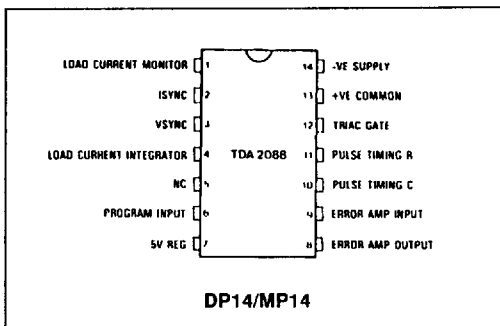 LOAD CURRENT MONITOR 1
ISYNC 2
VSYNC 3
LOAD CURRENT INTEGRATOR 4
NC 5
PROGRAM INPUT 6
5V REG 7
TDA 2088
14 -VE SUPPLY
13 +VE COMMON
12 TRIAC GATE
11 PULSE TIMING R
10 PULSE TIMING C
9 ERROR AMP INPUT
8 ERROR AMP OUTPUT
DP14/MP14